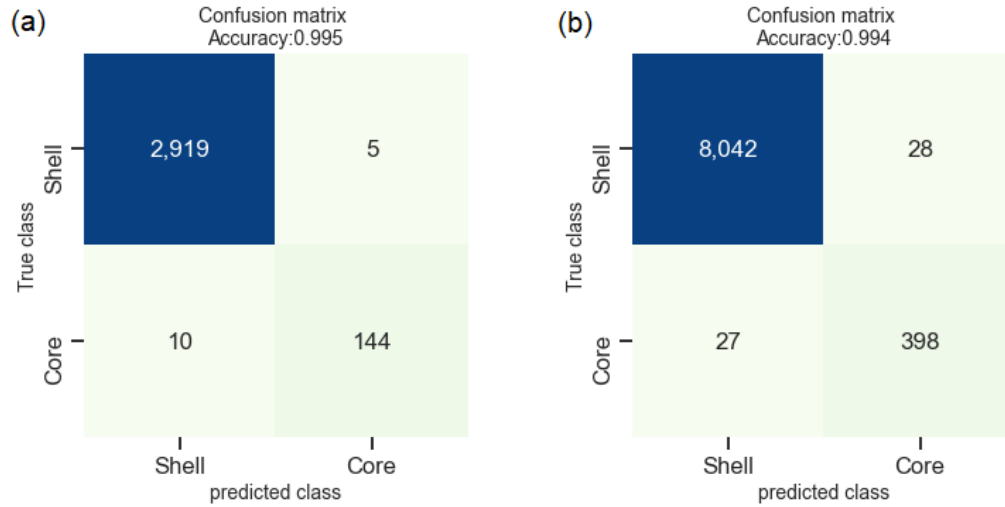 (a)
Confusion matrix
Accuracy:0.995
True class
Shell
2,919
5
Core
10
144
Shell
Core
predicted class
(b)
Confusion matrix
Accuracy:0.994
True class
Shell
8,042
28
Core
27
398
Shell
Core
predicted class